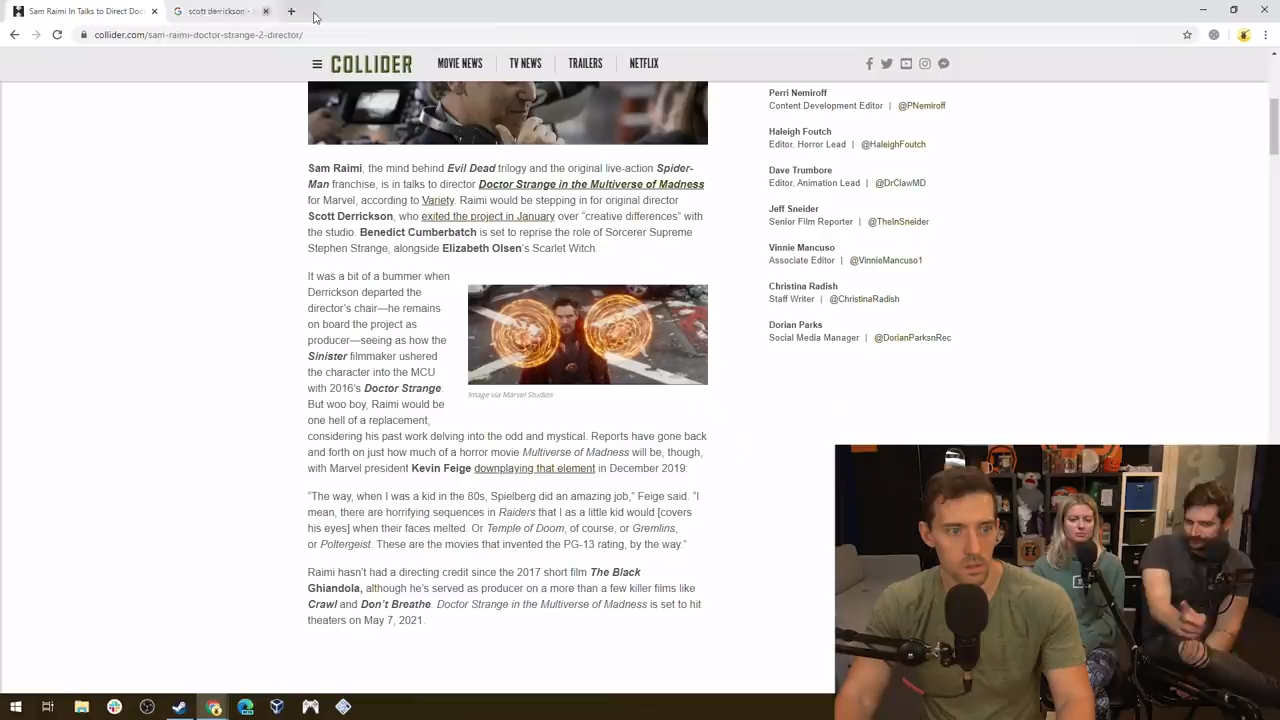 Sam Raimi In Talks to Direct Doc
scott derrickson
collider.com/sam-raimi-doctor-strange-2-director/
COLLIDER
MOVIE NEWS
TV NEWS
TRAILERS
NETFLIX
Sam Raimi, the mind behind Evil Dead trilogy and the original live-action Spider-
Man franchise, is in talks to director Doctor Strange in the Multiverse of Madness
for Marvel, according to Variety. Raimi would be stepping in for original director
Scott Derrickson, who exited the project in January over “creative differences” with
the studio. Benedict Cumberbatch is set to reprise the role of Sorcerer Supreme
Stephen Strange, alongside Elizabeth Olsen’s Scarlet Witch.
It was a bit of a bummer when
Derrickson departed the
director’s chair—he remains
on board the project as
producer—seeing as how the
Sinister filmmaker ushered
the character into the MCU
with 2016’s Doctor Strange.
But woo boy, Raimi would be
one hell of a replacement,
considering his past work delving into the odd and mystical. Reports have gone back
and forth on just how much of a horror movie Multiverse of Madness will be, though,
with Marvel president Kevin Feige downplaying that element in December 2019:
Image via Marvel Studios
“The way, when I was a kid in the 80s, Spielberg did an amazing job,” Feige said. “I
mean, there are horrifying sequences in Raiders that I as a little kid would [covers
his eyes] when their faces melted. Or Temple of Doom, of course, or Gremlins,
or Poltergeist. These are the movies that invented the PG-13 rating, by the way.”
Raimi hasn’t had a directing credit since the 2017 short film The Black
Ghiandola, although he’s served as producer on a more than a few killer films like
Crawl and Don’t Breathe. Doctor Strange in the Multiverse of Madness is set to hit
theaters on May 7, 2021.
Perri Nemiroff
Content Development Editor | @PNemiroff
Haleigh Foutch
Editor, Horror Lead | @HaleighFoutch
Dave Trumbore
Editor, Animation Lead | @DrClawMD
Jeff Sneider
Senior Film Reporter | @TheInSneider
Vinnie Mancuso
Associate Editor | @VinnieMancuso1
Christina Radish
Staff Writer | @ChristinaRadish
Dorian Parks
Social Media Manager | @DorianParksnRec